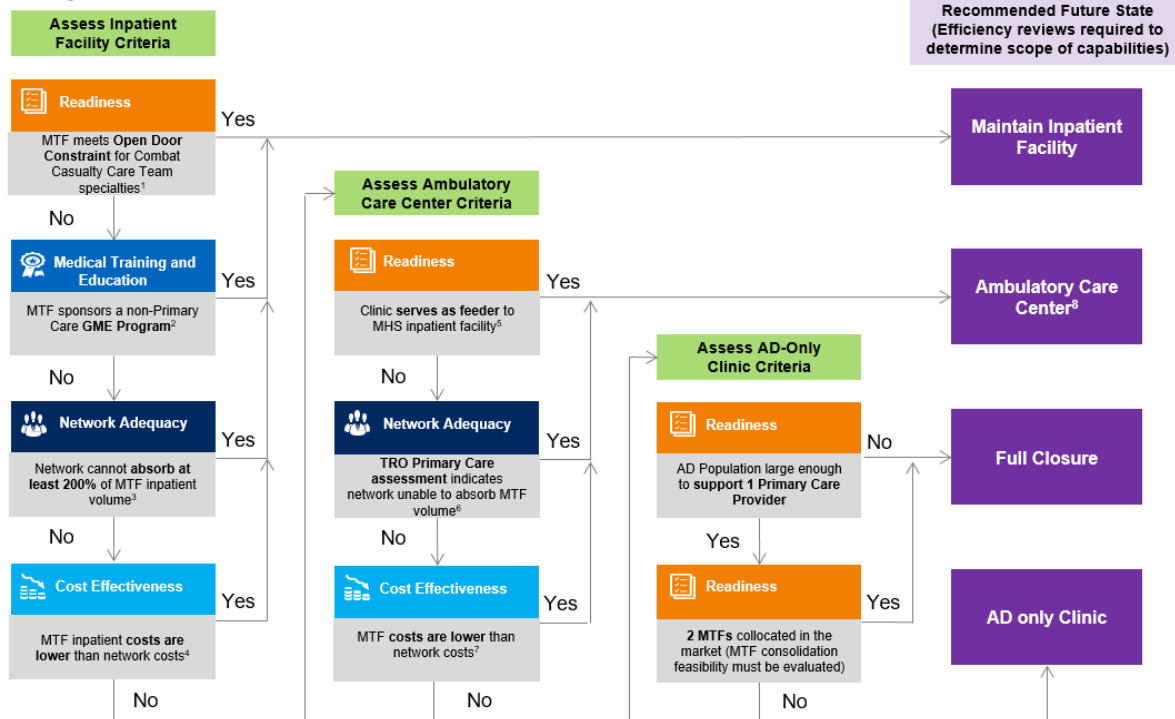 Assess Inpatient
Facility Criteria
Readiness
Yes
MTF meets Open Door
Constraint for Combat
Casualty Care Team
specialties¹
No
Medical Training and
Education
Yes
MTF sponsors a non-Primary
Care GME Program²
No
Network Adequacy
Yes
Network cannot absorb at
least 200% of MTF inpatient
volume³
No
Cost Effectiveness
Yes
MTF inpatient costs are
lower than network costs⁴
No
Assess Ambulatory
Care Center Criteria
Readiness
Yes
Clinic serves as feeder to
MHS inpatient facility⁵
No
Network Adequacy
Yes
TRO Primary Care
assessment indicates
network unable to absorb MTF
volume⁶
No
Cost Effectiveness
Yes
MTF costs are lower than
network costs⁷
No
Assess AD-Only
Clinic Criteria
Readiness
No
AD Population large enough
to support 1 Primary Care
Provider
Yes
Readiness
Yes
2 MTFs collocated in the
market (MTF consolidation
feasibility must be evaluated)
No
Recommended Future State
(Efficiency reviews required to
determine scope of capabilities)
Maintain Inpatient
Facility
Ambulatory Care
Center⁸
Full Closure
AD only Clinic